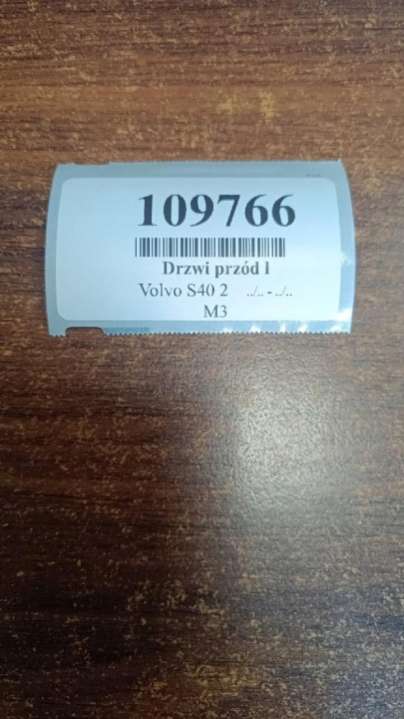 109766
Drzwi przód l
Volvo S40 2 ../.. - ../..
M3